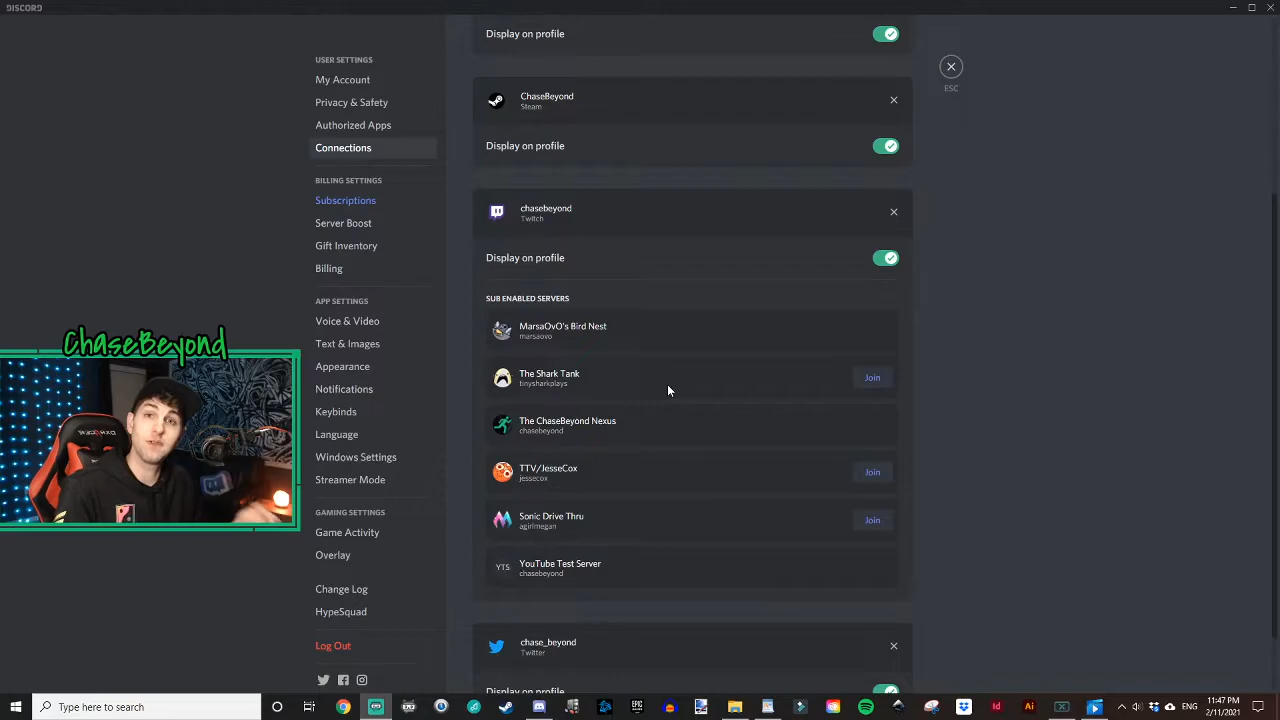 DISCORD
USER SETTINGS
My Account
Privacy & Safety
Authorized Apps
Connections
BILLING SETTINGS
Subscriptions
Server Boost
Gift Inventory
Billing
APP SETTINGS
Voice & Video
Text & Images
Appearance
Notifications
Keybinds
Language
Windows Settings
Streamer Mode
GAMING SETTINGS
Game Activity
Overlay
Change Log
HypeSquad
Log Out
Display on profile
ChaseBeyond
Steam
Display on profile
chasebeyond
Twitch
Display on profile
SUB ENABLED SERVERS
MarsaOvO's Bird Nest
marsaovo
The Shark Tank
tinysharkplays
Join
The ChaseBeyond Nexus
chasebeyond
TTV/JesseCox
jessecox
Join
Sonic Drive Thru
agirlmegan
Join
YTS
YouTube Test Server
chasebeyond
chase_beyond
Twitter
Display on profile
ESC
ChaseBeyond
Type here to search
EPIC
GAMES
Id
Ai
11:47 PM
2/11/2021